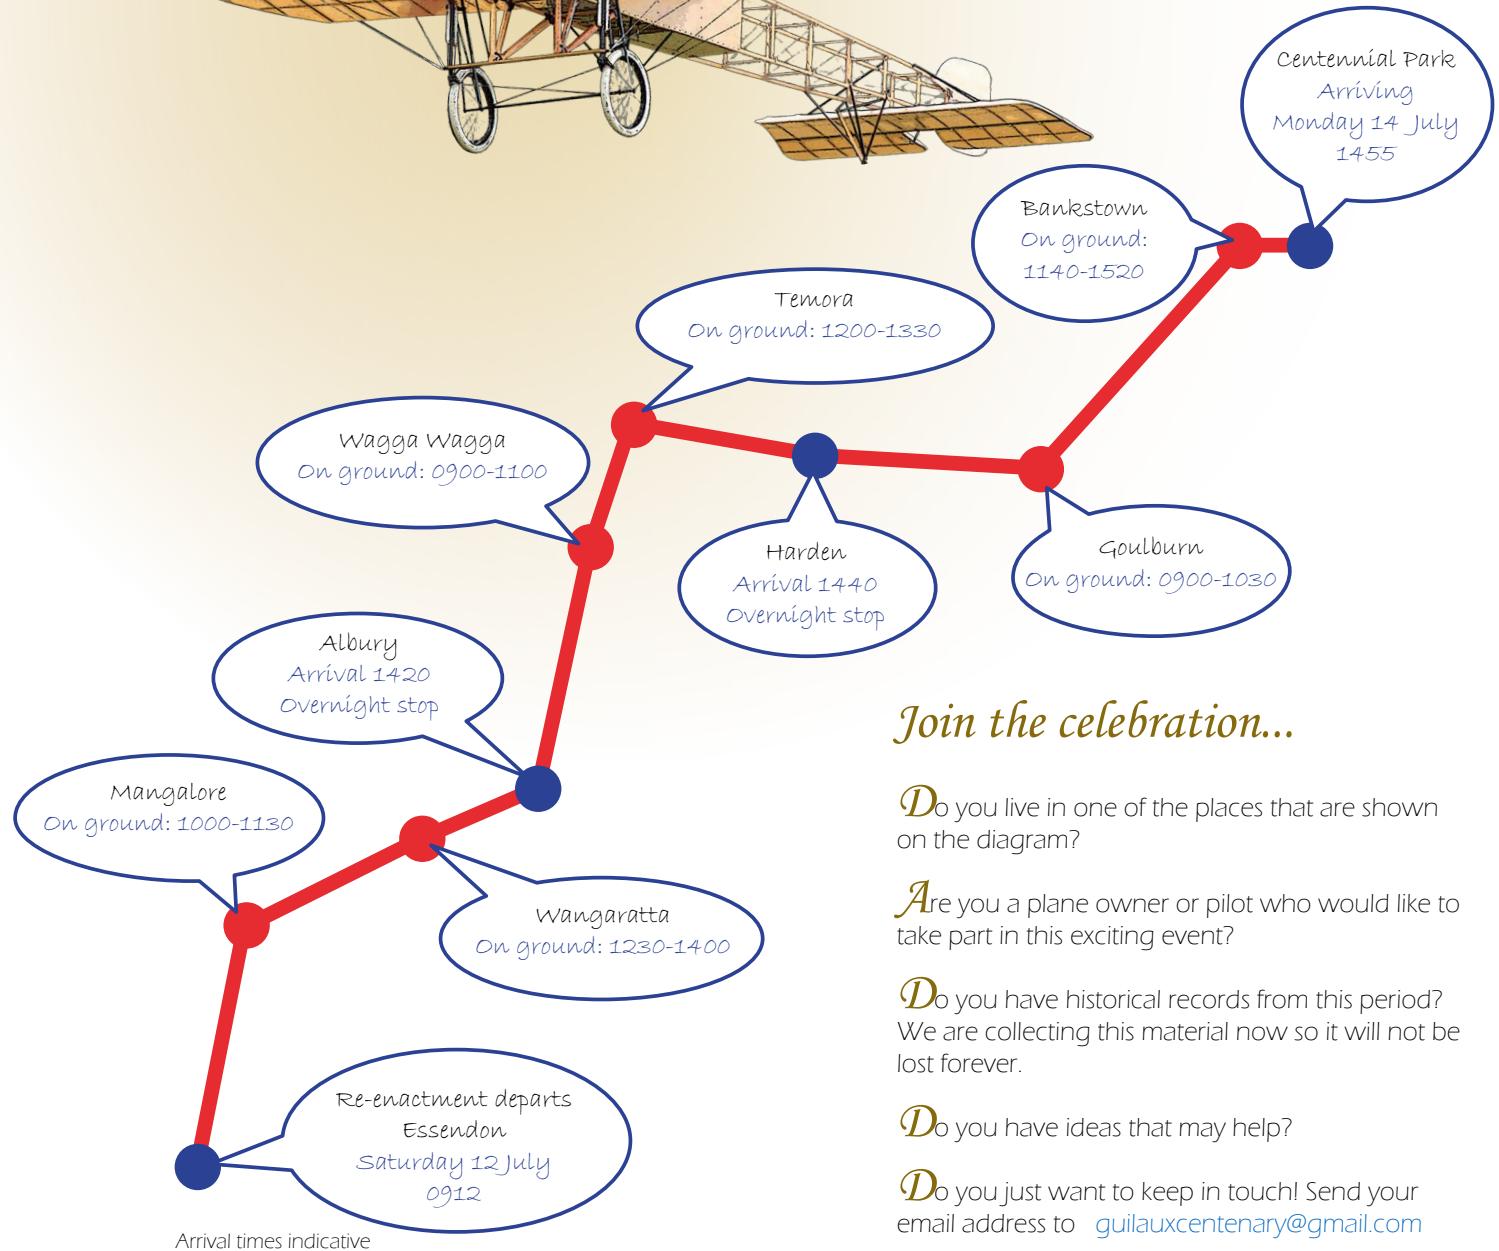 Centennial Park
Arriving
Monday 14 July
1455
Bankstown
On ground:
1140-1520
Temora
On ground: 1200-1330
Wagga Wagga
On ground: 0900-1100
Harden
Arrival 1440
Overnight stop
Goulburn
On ground: 0900-1030
Albury
Arrival 1420
Overnight stop
Mangalore
On ground: 1000-1130
Wangaratta
On ground: 1230-1400
Re-enactment departs
Essendon
Saturday 12 July
0912
Arrival times indicative
Join the celebration...
Do you live in one of the places that are shown
on the diagram?
Are you a plane owner or pilot who would like to
take part in this exciting event?
Do you have historical records from this period?
We are collecting this material now so it will not be
lost forever.
Do you have ideas that may help?
Do you just want to keep in touch! Send your
email address to guilauxcentenary@gmail.com